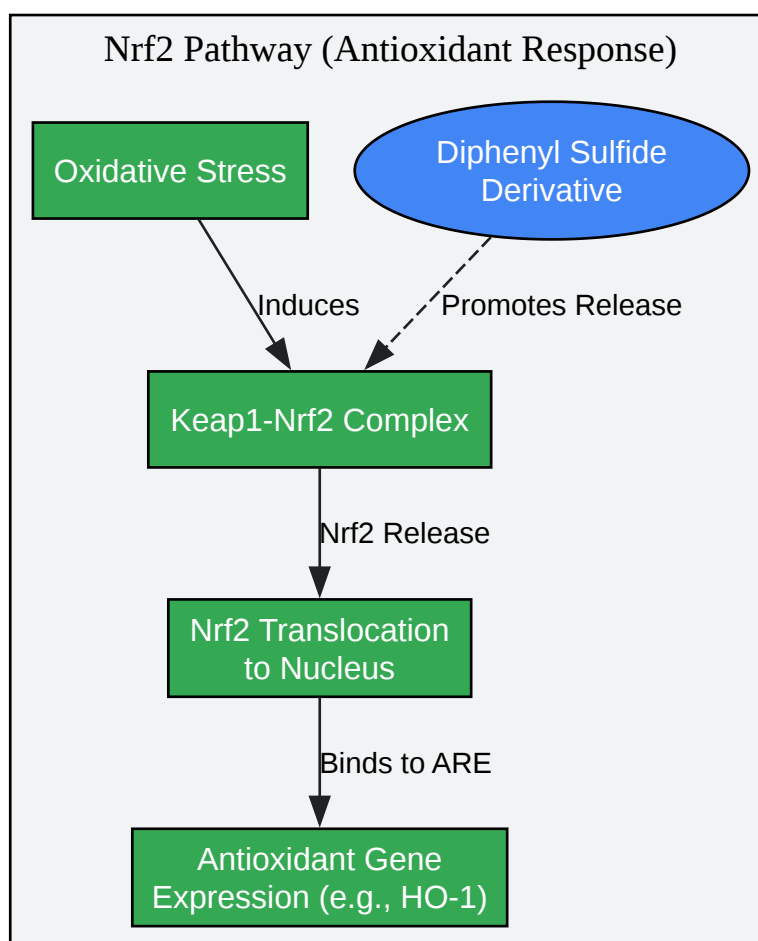 Nrf2 Pathway (Antioxidant Response)
Oxidative Stress
Diphenyl Sulfide
Derivative
Induces
Promotes Release
Keap1-Nrf2 Complex
Nrf2 Release
Nrf2 Translocation
to Nucleus
Binds to ARE
Antioxidant Gene
Expression (e.g., HO-1)